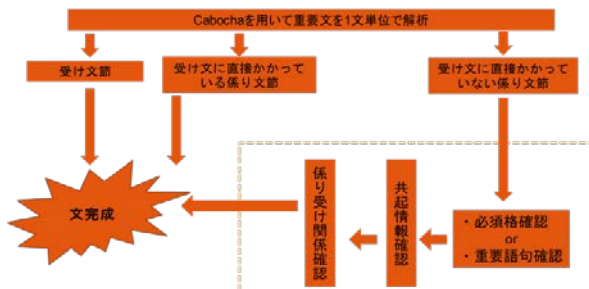 Cabochaを用いて重要文を1文単位で解析
受け文節
受け文に直接かかって
いる係り文節
受け文に直接かかって
いない係り文節
文完成
係り受け関係確認
共起情報確認
・必須格確認
or
・重要語句確認